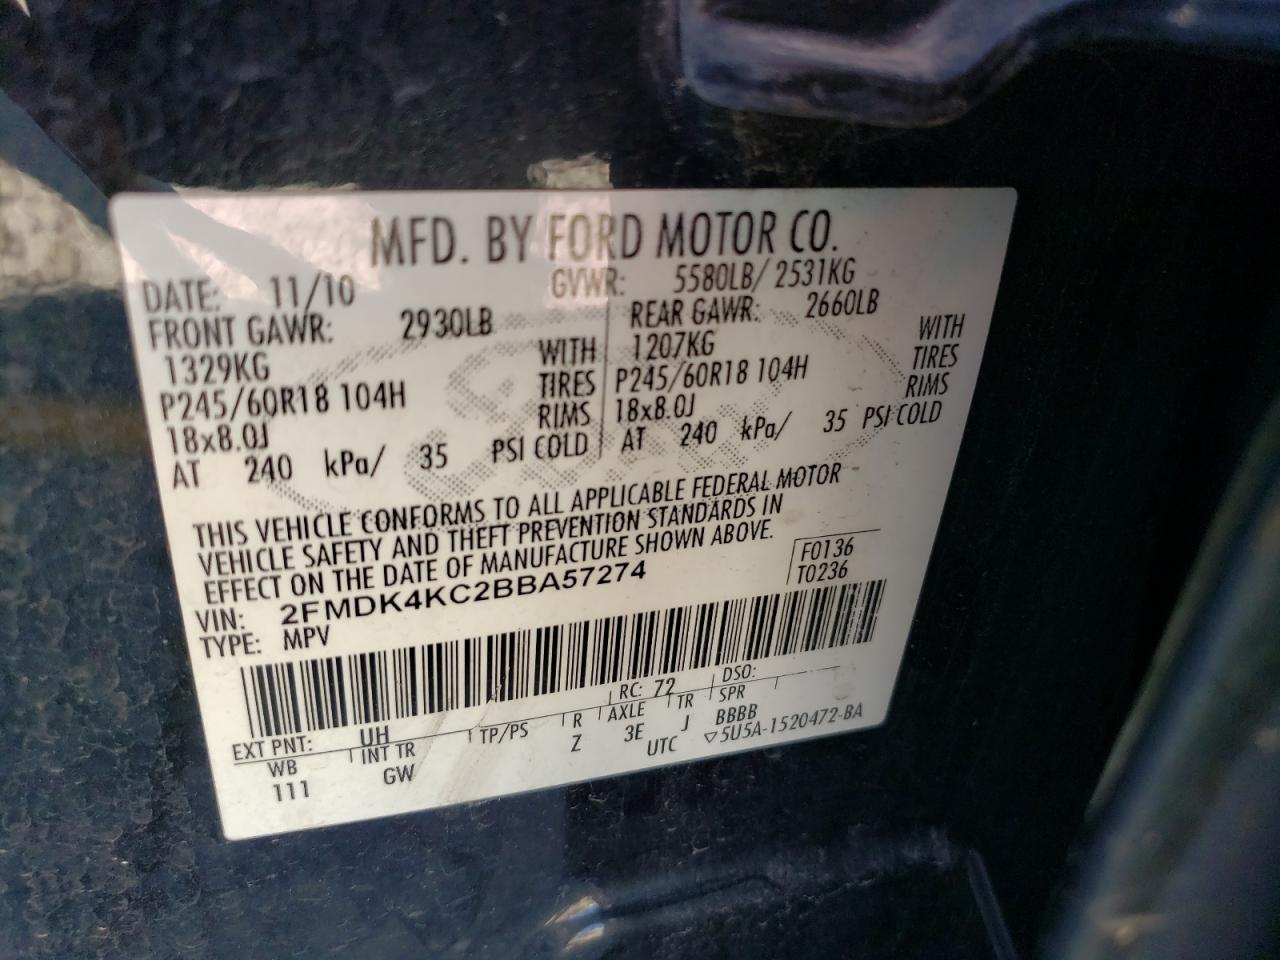 MFD. BY FORD MOTOR CO.
DATE: 11/10 GVWR: 5580LB/ 2531KG
FRONT GAWR: 2930LB
1329KG WITH
P245/60R18 104H TIRES
18x8.0J RIMS
AT 240 kPa/ 35 PSI COLD
REAR GAWR: 2660LB
1207KG WITH
P245/60R18 104H TIRES
18x8.0J RIMS
AT 240 kPa/ 35 PSI COLD
THIS VEHICLE CONFORMS TO ALL APPLICABLE FEDERAL MOTOR
VEHICLE SAFETY AND THEFT PREVENTION STANDARDS IN
EFFECT ON THE DATE OF MANUFACTURE SHOWN ABOVE.
F0136
T0236
VIN: 2FMDK4KC2BBA57274
TYPE: MPV
EXT PNT: UH RC: 72 DSO:
WB INT TR TP/PS R AXLE TR SPR
111 GW Z 3E J BBBB
UTC ▽5U5A-1520472-BA